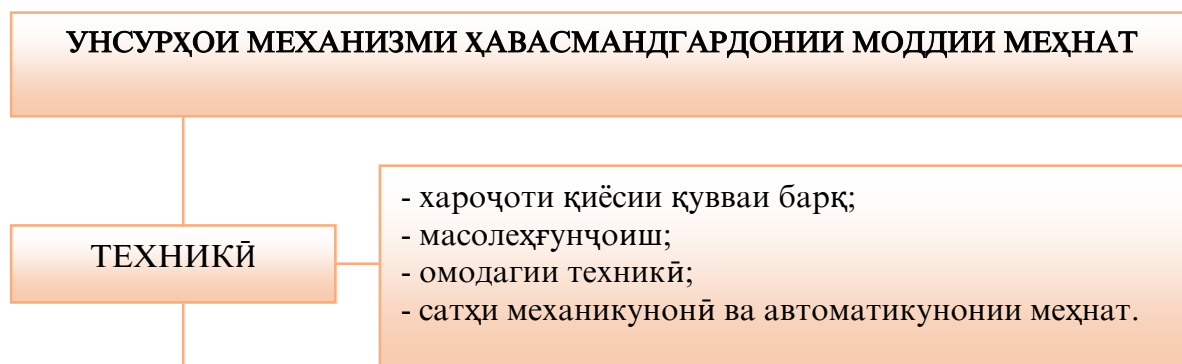 УНСУРҲОИ МЕХАНИЗМИ ҲАВАСМАНДГАРДОНИИ МОДДИИ МЕҲНАТ
- хароҷоти қиёсии қувваи барқ;
- масолеҳғунҷоиш;
ТЕХНИКӢ
- омодагии техникӣ;
- сатҳи механикунонӣ ва автоматикунонии меҳнат.